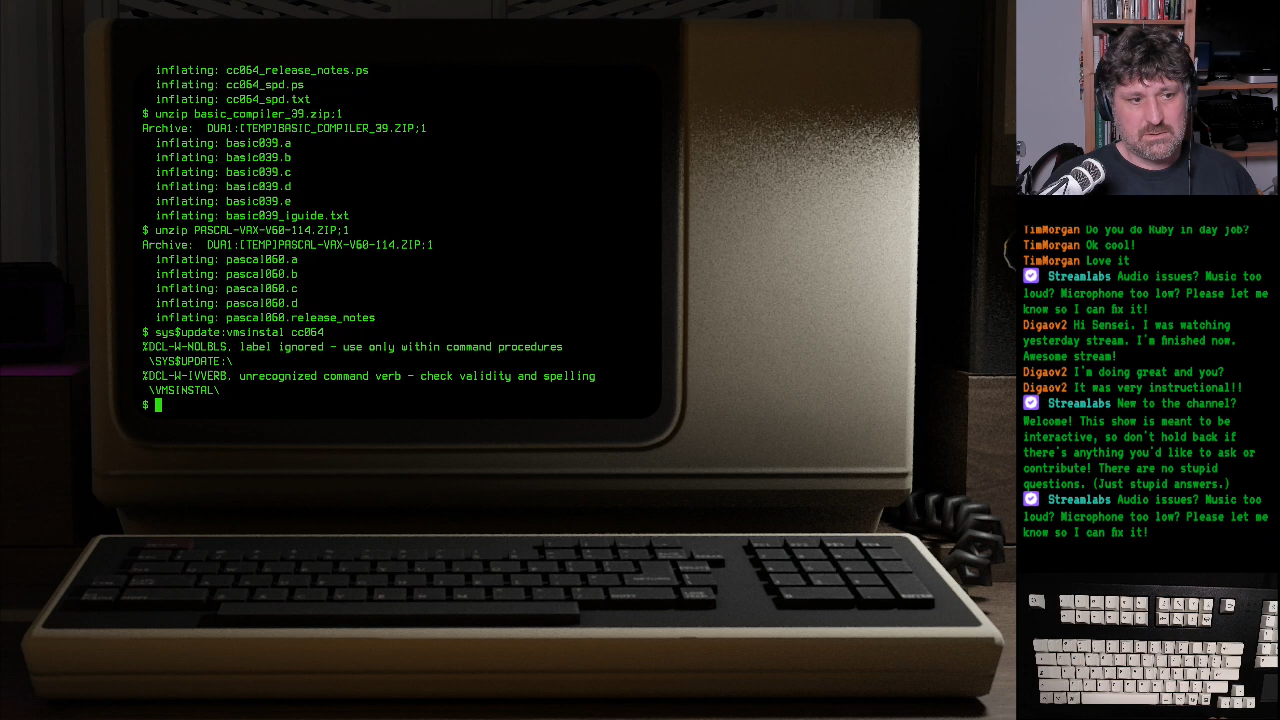 inflating: cc064_release_notes.ps
inflating: cc064_spd.ps
inflating: cc064_spd.txt
$ unzip basic_compiler_39.zip;1
Archive:  DUA1:[TEMP]BASIC_COMPILER_39.ZIP;1
inflating: basic039.a
inflating: basic039.b
inflating: basic039.c
inflating: basic039.d
inflating: basic039.e
inflating: basic039_iguide.txt
$ unzip PASCAL-VAX-V60-114.ZIP;1
Archive:  DUA1:[TEMP]PASCAL-VAX-V60-114.ZIP;1
inflating: pascal060.a
inflating: pascal060.b
inflating: pascal060.c
inflating: pascal060.d
inflating: pascal060.release_notes
$ sys$update:vmsinstal cc064
%DCL-W-NOLBLS, label ignored - use only within command procedures
\SYS$UPDATE:\
%DCL-W-IVVERB, unrecognized command verb - check validity and spelling
\VMSINSTAL\
$
TimMorgan Do you do Ruby in day job?
TimMorgan Ok cool!
TimMorgan Love it
Streamlabs Audio issues? Music too
loud? Microphone too low? Please let me
know so I can fix it!
Digaov2 Hi Sensei. I was watching
yesterday stream. I'm finished now.
Awesome stream!
Digaov2 I'm doing great and you?
Digaov2 It was very instructional!!
Streamlabs New to the channel?
Welcome! This show is meant to be
interactive, so don't hold back if
there's anything you'd like to ask or
contribute! There are no stupid
questions. (Just stupid answers.)
Streamlabs Audio issues? Music too
loud? Microphone too low? Please let me
know so I can fix it!